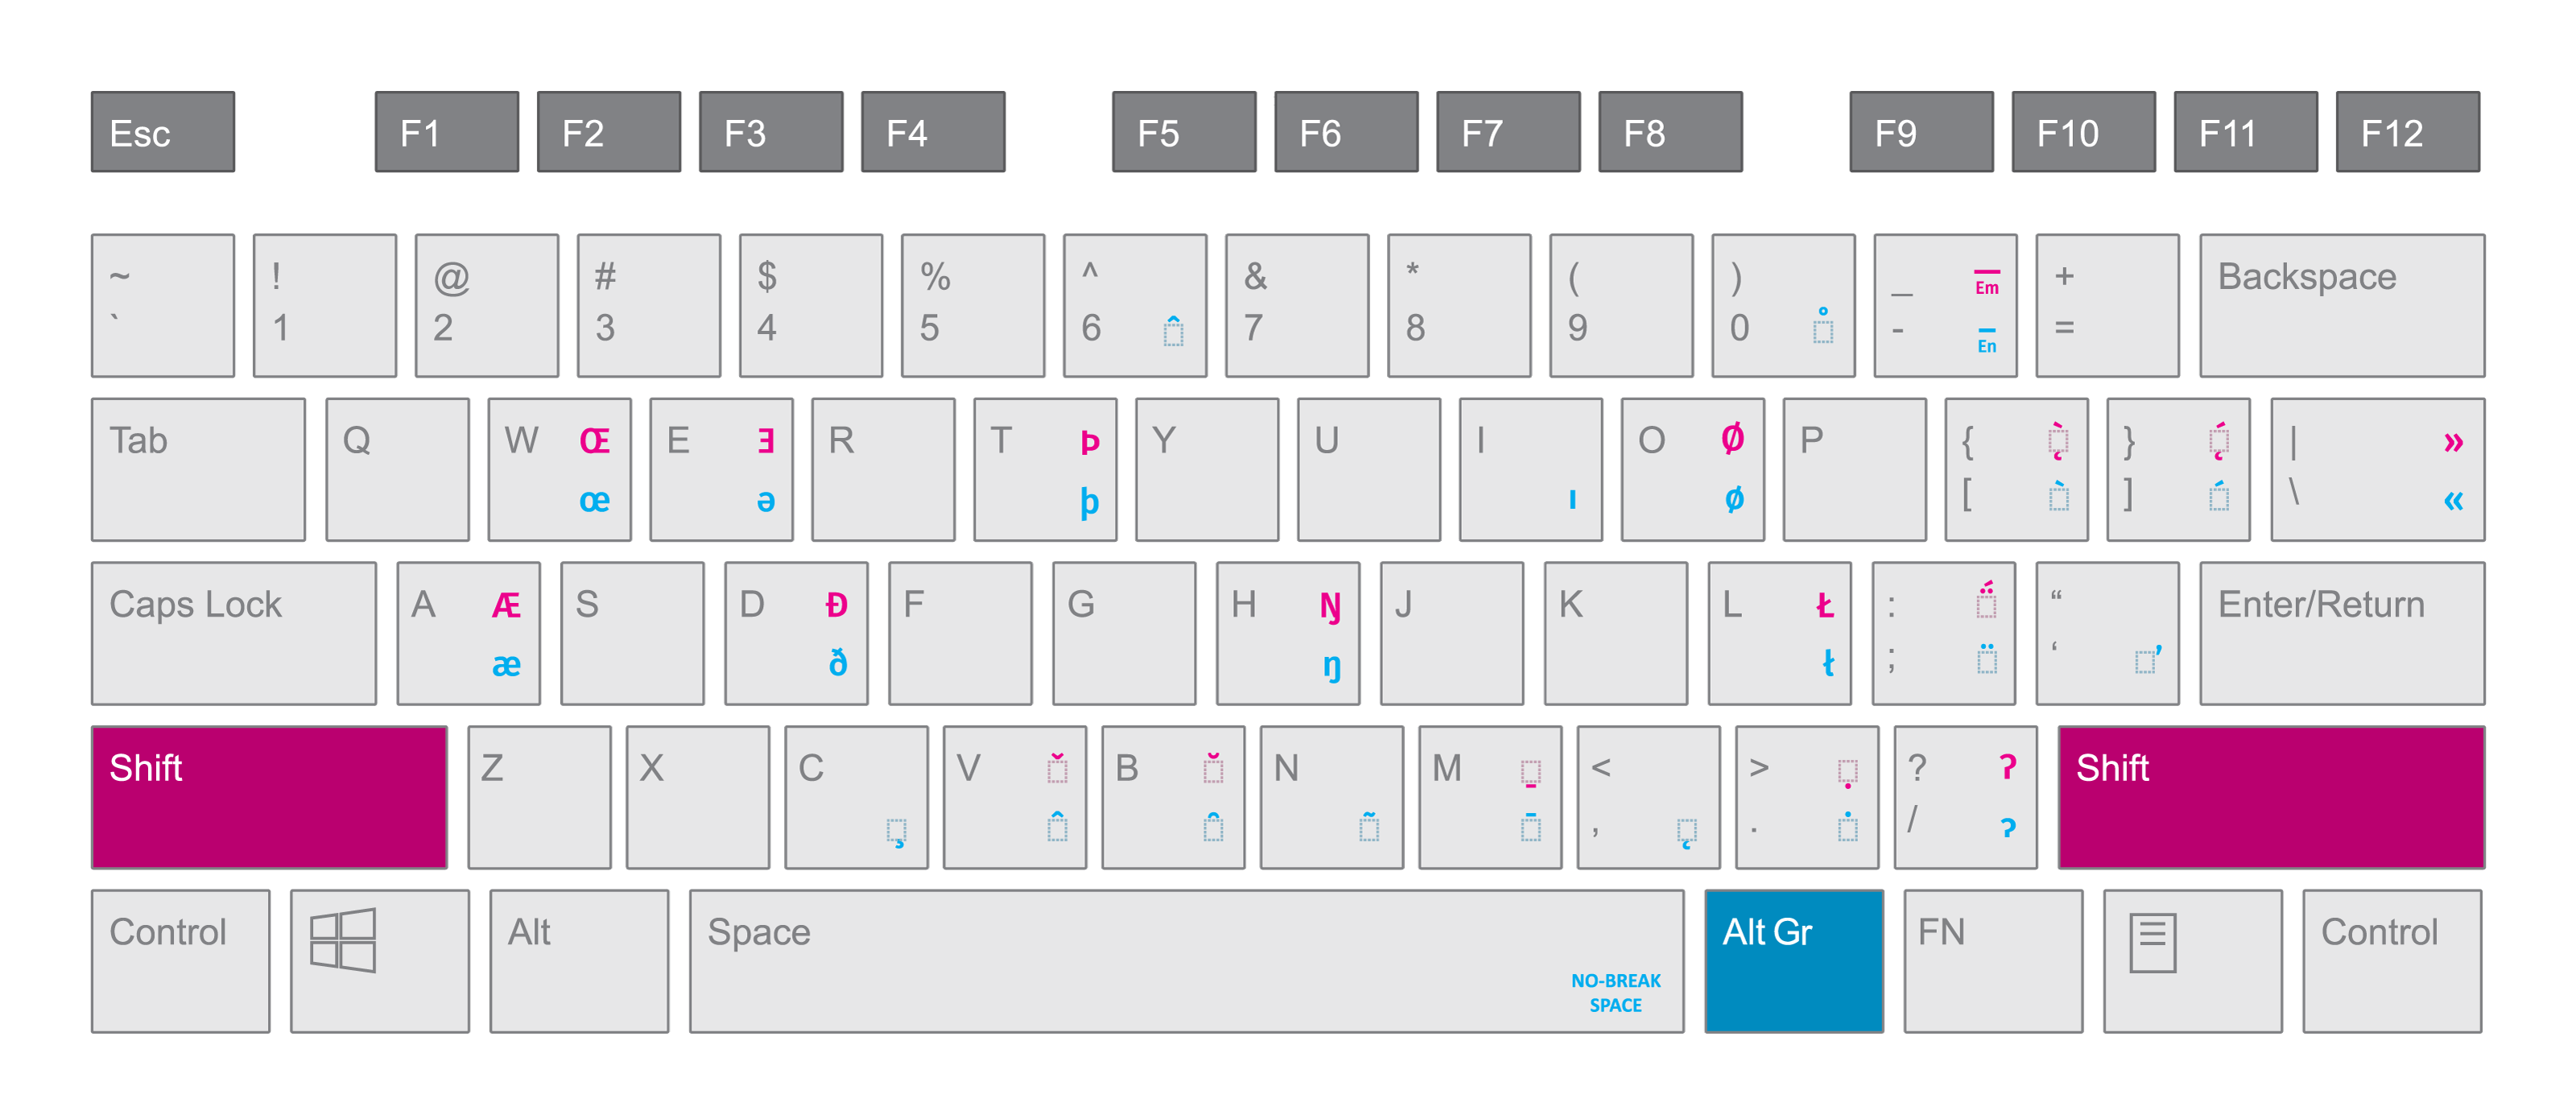 Esc F1 F2 F3 F4 F5 F6 F7 F8 F9 F10 F11 F12
~ ! @ # $ % ^ & * ( ) _ — + Backspace
Em
` 1 2 3 4 5 6 ◌̂ 7 8 9 0 ◌̊ - – =
En
Tab Q W Œ E Ǝ R T Þ Y U I O Ø P { ◌̨̀ } ◌̨́ | »
œ ə þ ı ø [ ◌̀ ] ◌́ \ «
Caps Lock A Æ S D Đ F G H Ŋ J K L Ł : ◌̈́ “ Enter/Return
æ ð ŋ ł ; ◌̈ ‘ ◌̓
Shift Z X C V ◌̌ B ◌̆ N M ◌̱ < > ◌̣ ? ʔ Shift
◌̧ ◌̂ ◌̑ ◌̃ ◌̄ , ◌̨ . ◌̇ / ɂ
Control Alt Space Alt Gr FN Control
NO-BREAK
SPACE